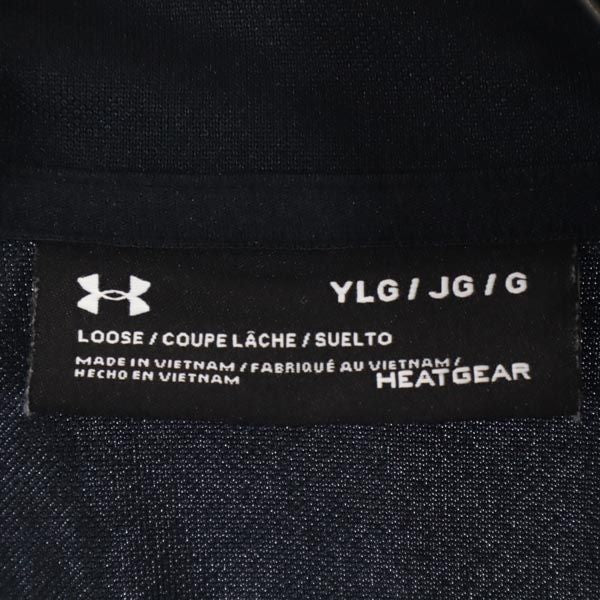 YLG / JG / G
LOOSE / COUPE LÂCHE / SUELTO
MADE IN VIETNAM / FABRIQUÉ AU VIETNAM /
HECHO EN VIETNAM
HEATGEAR